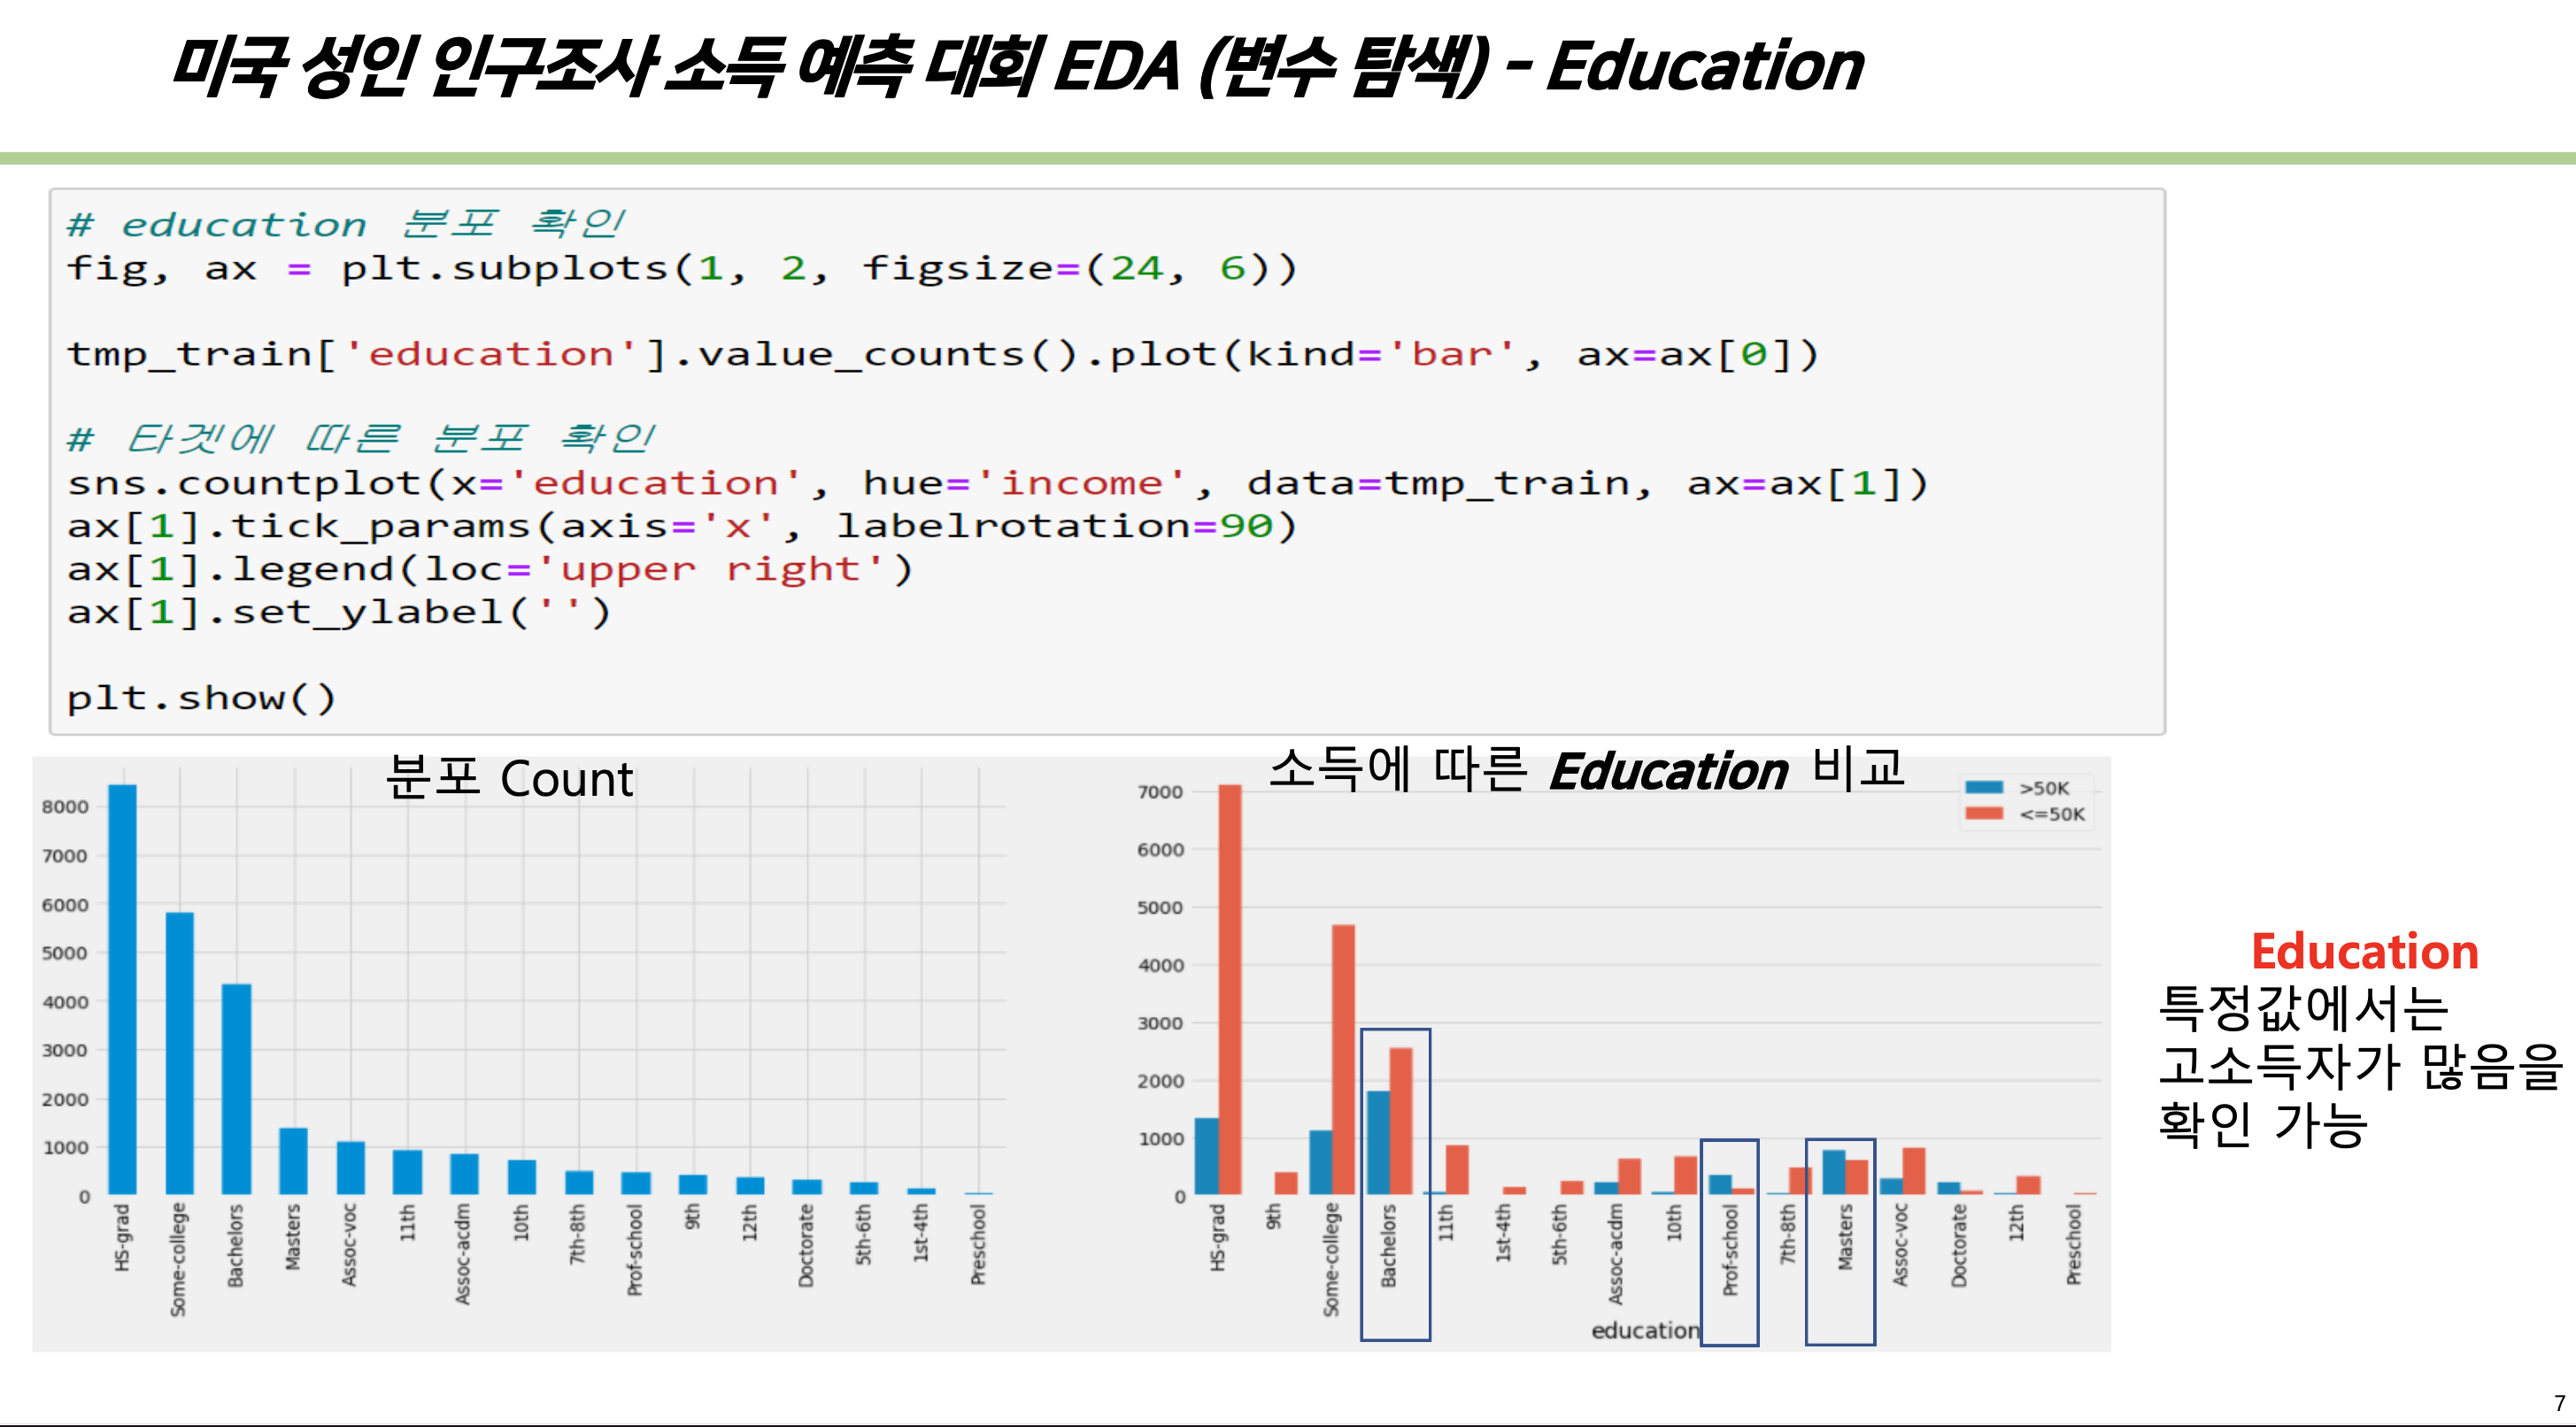 미국 성인 인구조사 소득 예측 대회 EDA (변수 탐색) - Education
# education 분포 확인
fig, ax = plt.subplots(1, 2, figsize=(24, 6))
tmp_train['education'].value_counts().plot(kind='bar', ax=ax[0])
# 타겟에 따른 분포 확인
sns.countplot(x='education', hue='income', data=tmp_train, ax=ax[1])
ax[1].tick_params(axis='x', labelrotation=90)
ax[1].legend(loc='upper right')
ax[1].set_ylabel('')
plt.show()
분포 Count
8000
7000
6000
5000
4000
3000
2000
1000
0
HS-grad
Some-college
Bachelors
Masters
Assoc-voc
11th
Assoc-acdm
10th
7th-8th
Prof-school
9th
12th
Doctorate
5th-6th
1st-4th
Preschool
소득에 따른 Education 비교
>50K
<=50K
7000
6000
5000
4000
3000
2000
1000
0
HS-grad
9th
Some-college
Bachelors
11th
1st-4th
5th-6th
Assoc-acdm
10th
Prof-school
7th-8th
Masters
Assoc-voc
Doctorate
12th
Preschool
education
Education
특정값에서는
고소득자가 많음을
확인 가능
7